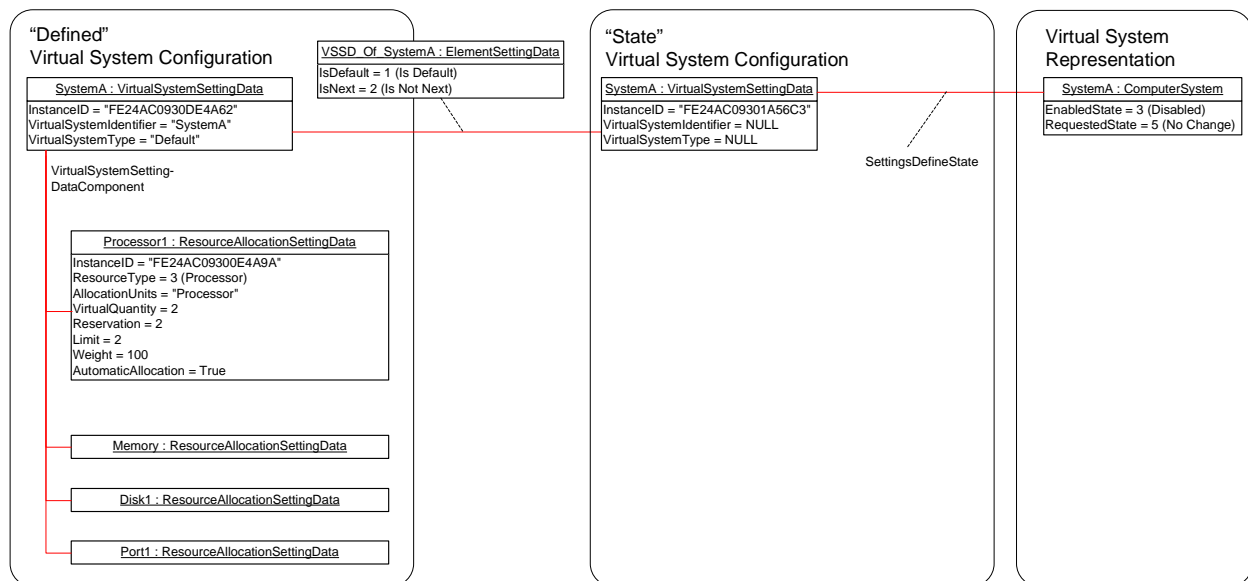 “Defined”
Virtual System Configuration
SystemA : VirtualSystemSettingData
InstanceID = "FE24AC0930DE4A62"
VirtualSystemIdentifier = "SystemA"
VirtualSystemType = "Default"
VirtualSystemSetting-
DataComponent
Processor1 : ResourceAllocationSettingData
InstanceID = "FE24AC09300E4A9A"
ResourceType = 3 (Processor)
AllocationUnits = "Processor"
VirtualQuantity = 2
Reservation = 2
Limit = 2
Weight = 100
AutomaticAllocation = True
Memory : ResourceAllocationSettingData
Disk1 : ResourceAllocationSettingData
Port1 : ResourceAllocationSettingData
VSSD_Of_SystemA : ElementSettingData
IsDefault = 1 (Is Default)
IsNext = 2 (Is Not Next)
“State”
Virtual System Configuration
SystemA : VirtualSystemSettingData
InstanceID = "FE24AC09301A56C3"
VirtualSystemIdentifier = NULL
VirtualSystemType = NULL
SettingsDefineState
Virtual System
Representation
SystemA : ComputerSystem
EnabledState = 3 (Disabled)
RequestedState = 5 (No Change)